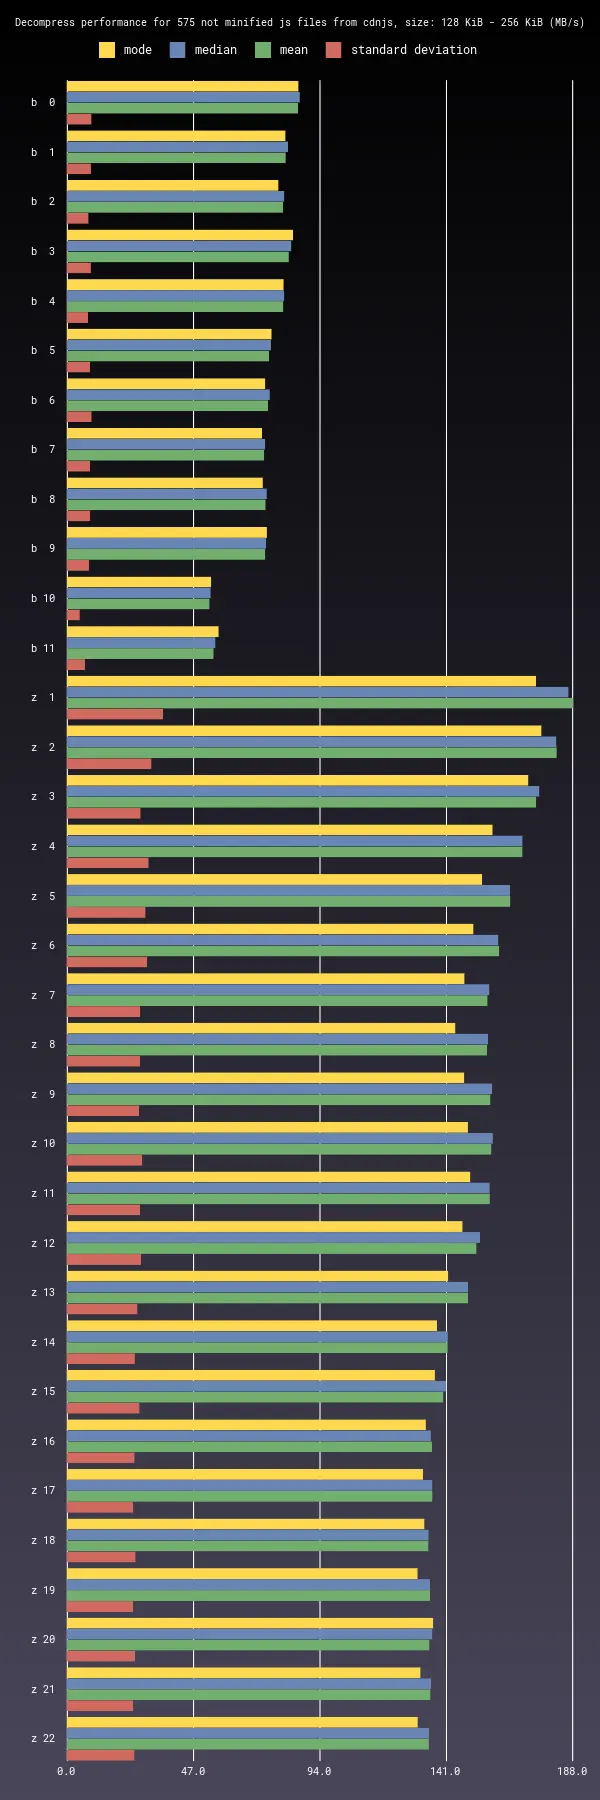 Decompress performance for 575 not minified js files from cdnjs, size: 128 KiB - 256 KiB (MB/s)
mode median mean standard deviation
b 0
b 1
b 2
b 3
b 4
b 5
b 6
b 7
b 8
b 9
b 10
b 11
z 1
z 2
z 3
z 4
z 5
z 6
z 7
z 8
z 9
z 10
z 11
z 12
z 13
z 14
z 15
z 16
z 17
z 18
z 19
z 20
z 21
z 22
0.0 47.0 94.0 141.0 188.0